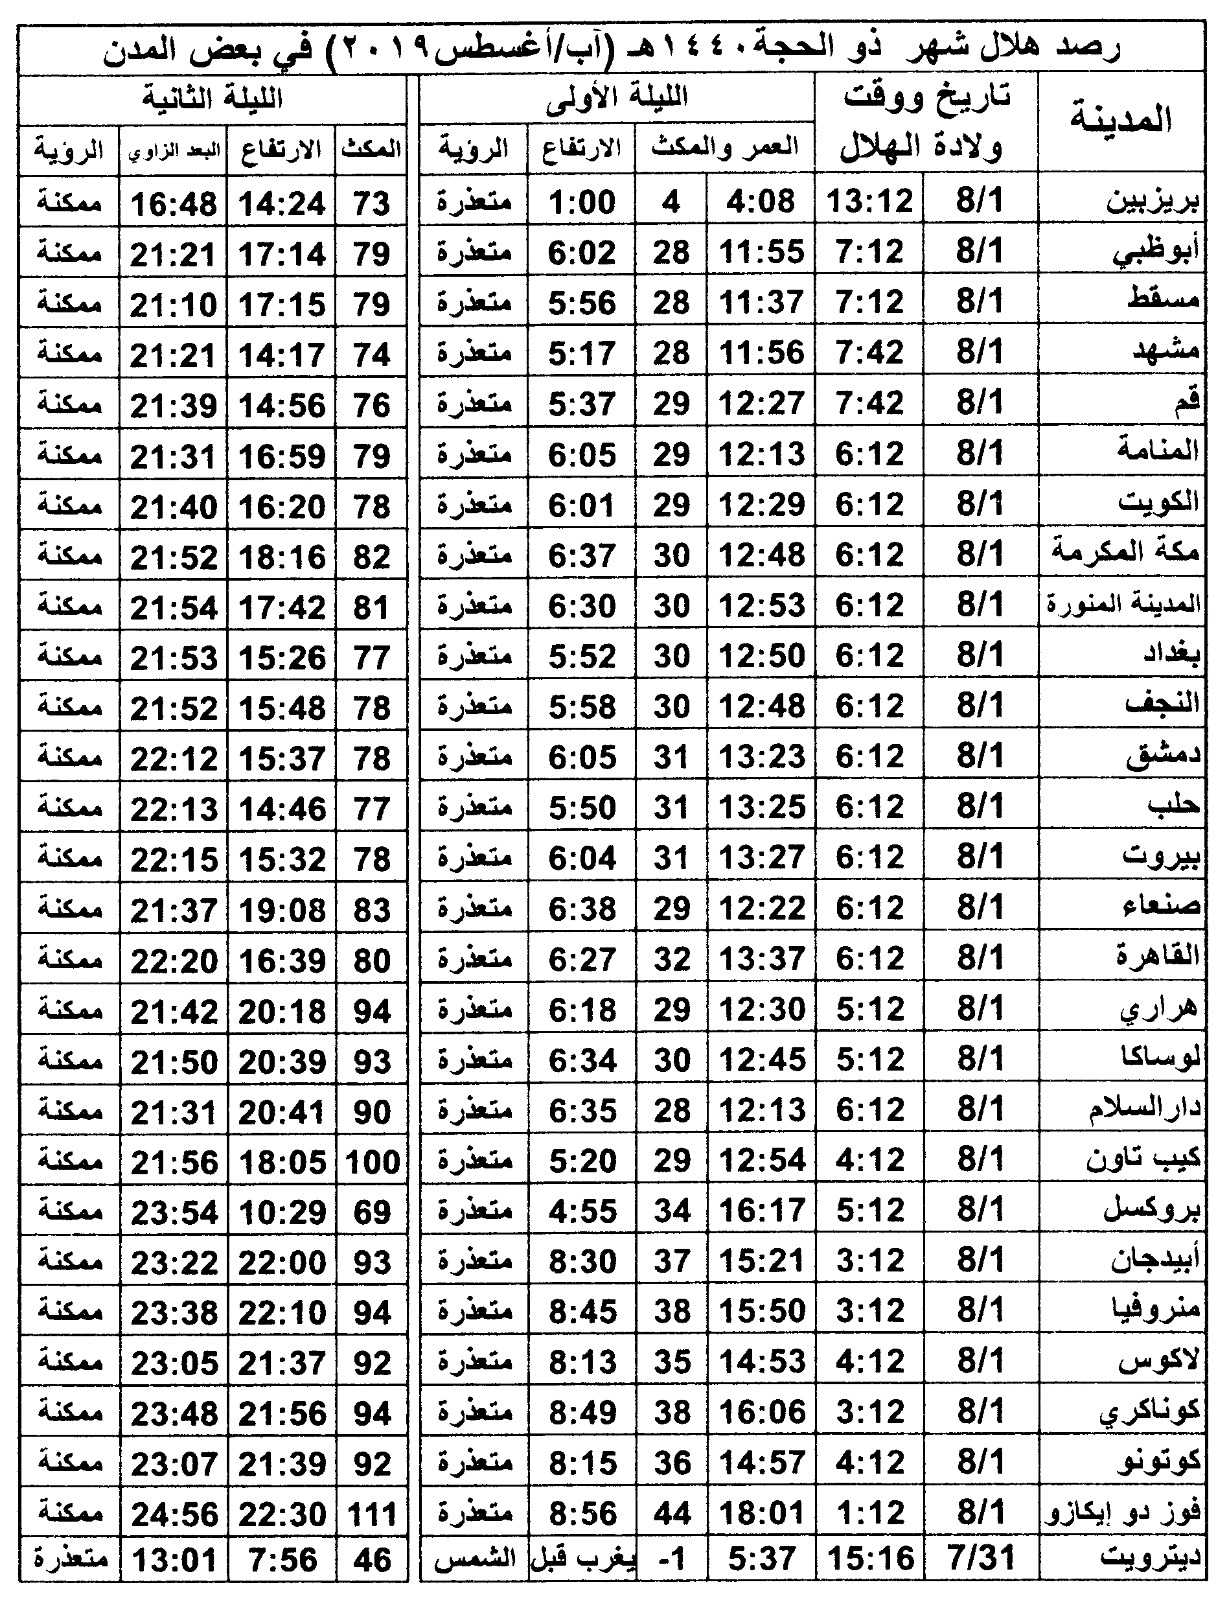 رصد هلال شهر ذو الحجة ١٤٤٠هـ (آب/أغسطس ٢٠١٩) في بعض المدن
المدينة تاريخ ووقت ولادة الهلال الليلة الأولى الليلة الثانية
العمر والمكث الارتفاع الرؤية المكث الارتفاع البعد الزاوي الرؤية
بريزبين 8/1 13:12 4:08 4 1:00 متعذرة 73 14:24 16:48 ممكنة
أبوظبي 8/1 7:12 11:55 28 6:02 متعذرة 79 17:14 21:21 ممكنة
مسقط 8/1 7:12 11:37 28 5:56 متعذرة 79 17:15 21:10 ممكنة
مشهد 8/1 7:42 11:56 28 5:17 متعذرة 74 14:17 21:21 ممكنة
قم 8/1 7:42 12:27 29 5:37 متعذرة 76 14:56 21:39 ممكنة
المنامة 8/1 6:12 12:13 29 6:05 متعذرة 79 16:59 21:31 ممكنة
الكويت 8/1 6:12 12:29 29 6:01 متعذرة 78 16:20 21:40 ممكنة
مكة المكرمة 8/1 6:12 12:48 30 6:37 متعذرة 82 18:16 21:52 ممكنة
المدينة المنورة 8/1 6:12 12:53 30 6:30 متعذرة 81 17:42 21:54 ممكنة
بغداد 8/1 6:12 12:50 30 5:52 متعذرة 77 15:26 21:53 ممكنة
النجف 8/1 6:12 12:48 30 5:58 متعذرة 78 15:48 21:52 ممكنة
دمشق 8/1 6:12 13:23 31 6:05 متعذرة 78 15:37 22:12 ممكنة
حلب 8/1 6:12 13:25 31 5:50 متعذرة 77 14:46 22:13 ممكنة
بيروت 8/1 6:12 13:27 31 6:04 متعذرة 78 15:32 22:15 ممكنة
صنعاء 8/1 6:12 12:22 29 6:38 متعذرة 83 19:08 21:37 ممكنة
القاهرة 8/1 6:12 13:37 32 6:27 متعذرة 80 16:39 22:20 ممكنة
هراري 8/1 5:12 12:30 29 6:18 متعذرة 94 20:18 21:42 ممكنة
لوساكا 8/1 5:12 12:45 30 6:34 متعذرة 93 20:39 21:50 ممكنة
دارالسلام 8/1 6:12 12:13 28 6:35 متعذرة 90 20:41 21:31 ممكنة
كيب تاون 8/1 4:12 12:54 29 5:20 متعذرة 100 18:05 21:56 ممكنة
بروكسل 8/1 5:12 16:17 34 4:55 متعذرة 69 10:29 23:54 ممكنة
أبيدجان 8/1 3:12 15:21 37 8:30 متعذرة 93 22:00 23:22 ممكنة
منروفيا 8/1 3:12 15:50 38 8:45 متعذرة 94 22:10 23:38 ممكنة
لاكوس 8/1 4:12 14:53 35 8:13 متعذرة 92 21:37 23:05 ممكنة
كوناكري 8/1 3:12 16:06 38 8:49 متعذرة 94 21:56 23:48 ممكنة
كوتونو 8/1 4:12 14:57 36 8:15 متعذرة 92 21:39 23:07 ممكنة
فوز دو إيكازو 8/1 1:12 18:01 44 8:56 متعذرة 111 22:30 24:56 ممكنة
ديترويت 7/31 15:16 5:37 -1 يغرب قبل الشمس 46 7:56 13:01 متعذرة